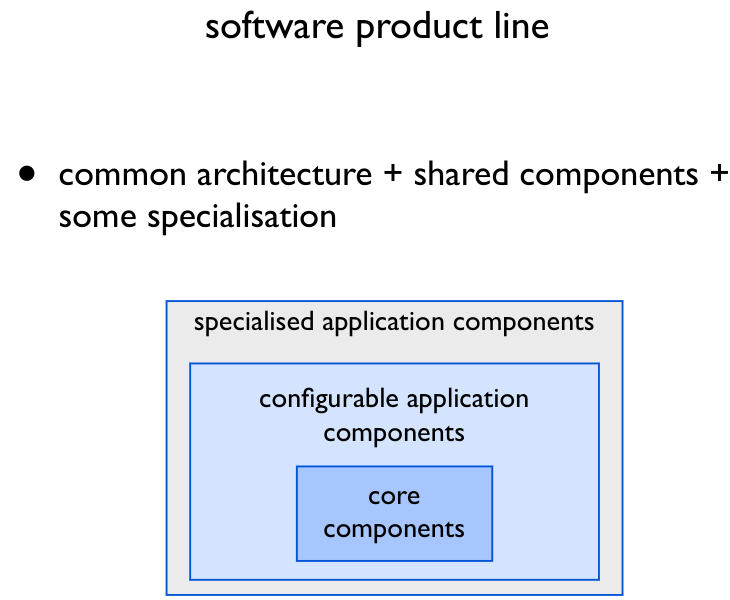 software product line
• common architecture + shared components +
some specialisation
specialised application components
configurable application
components
core
components